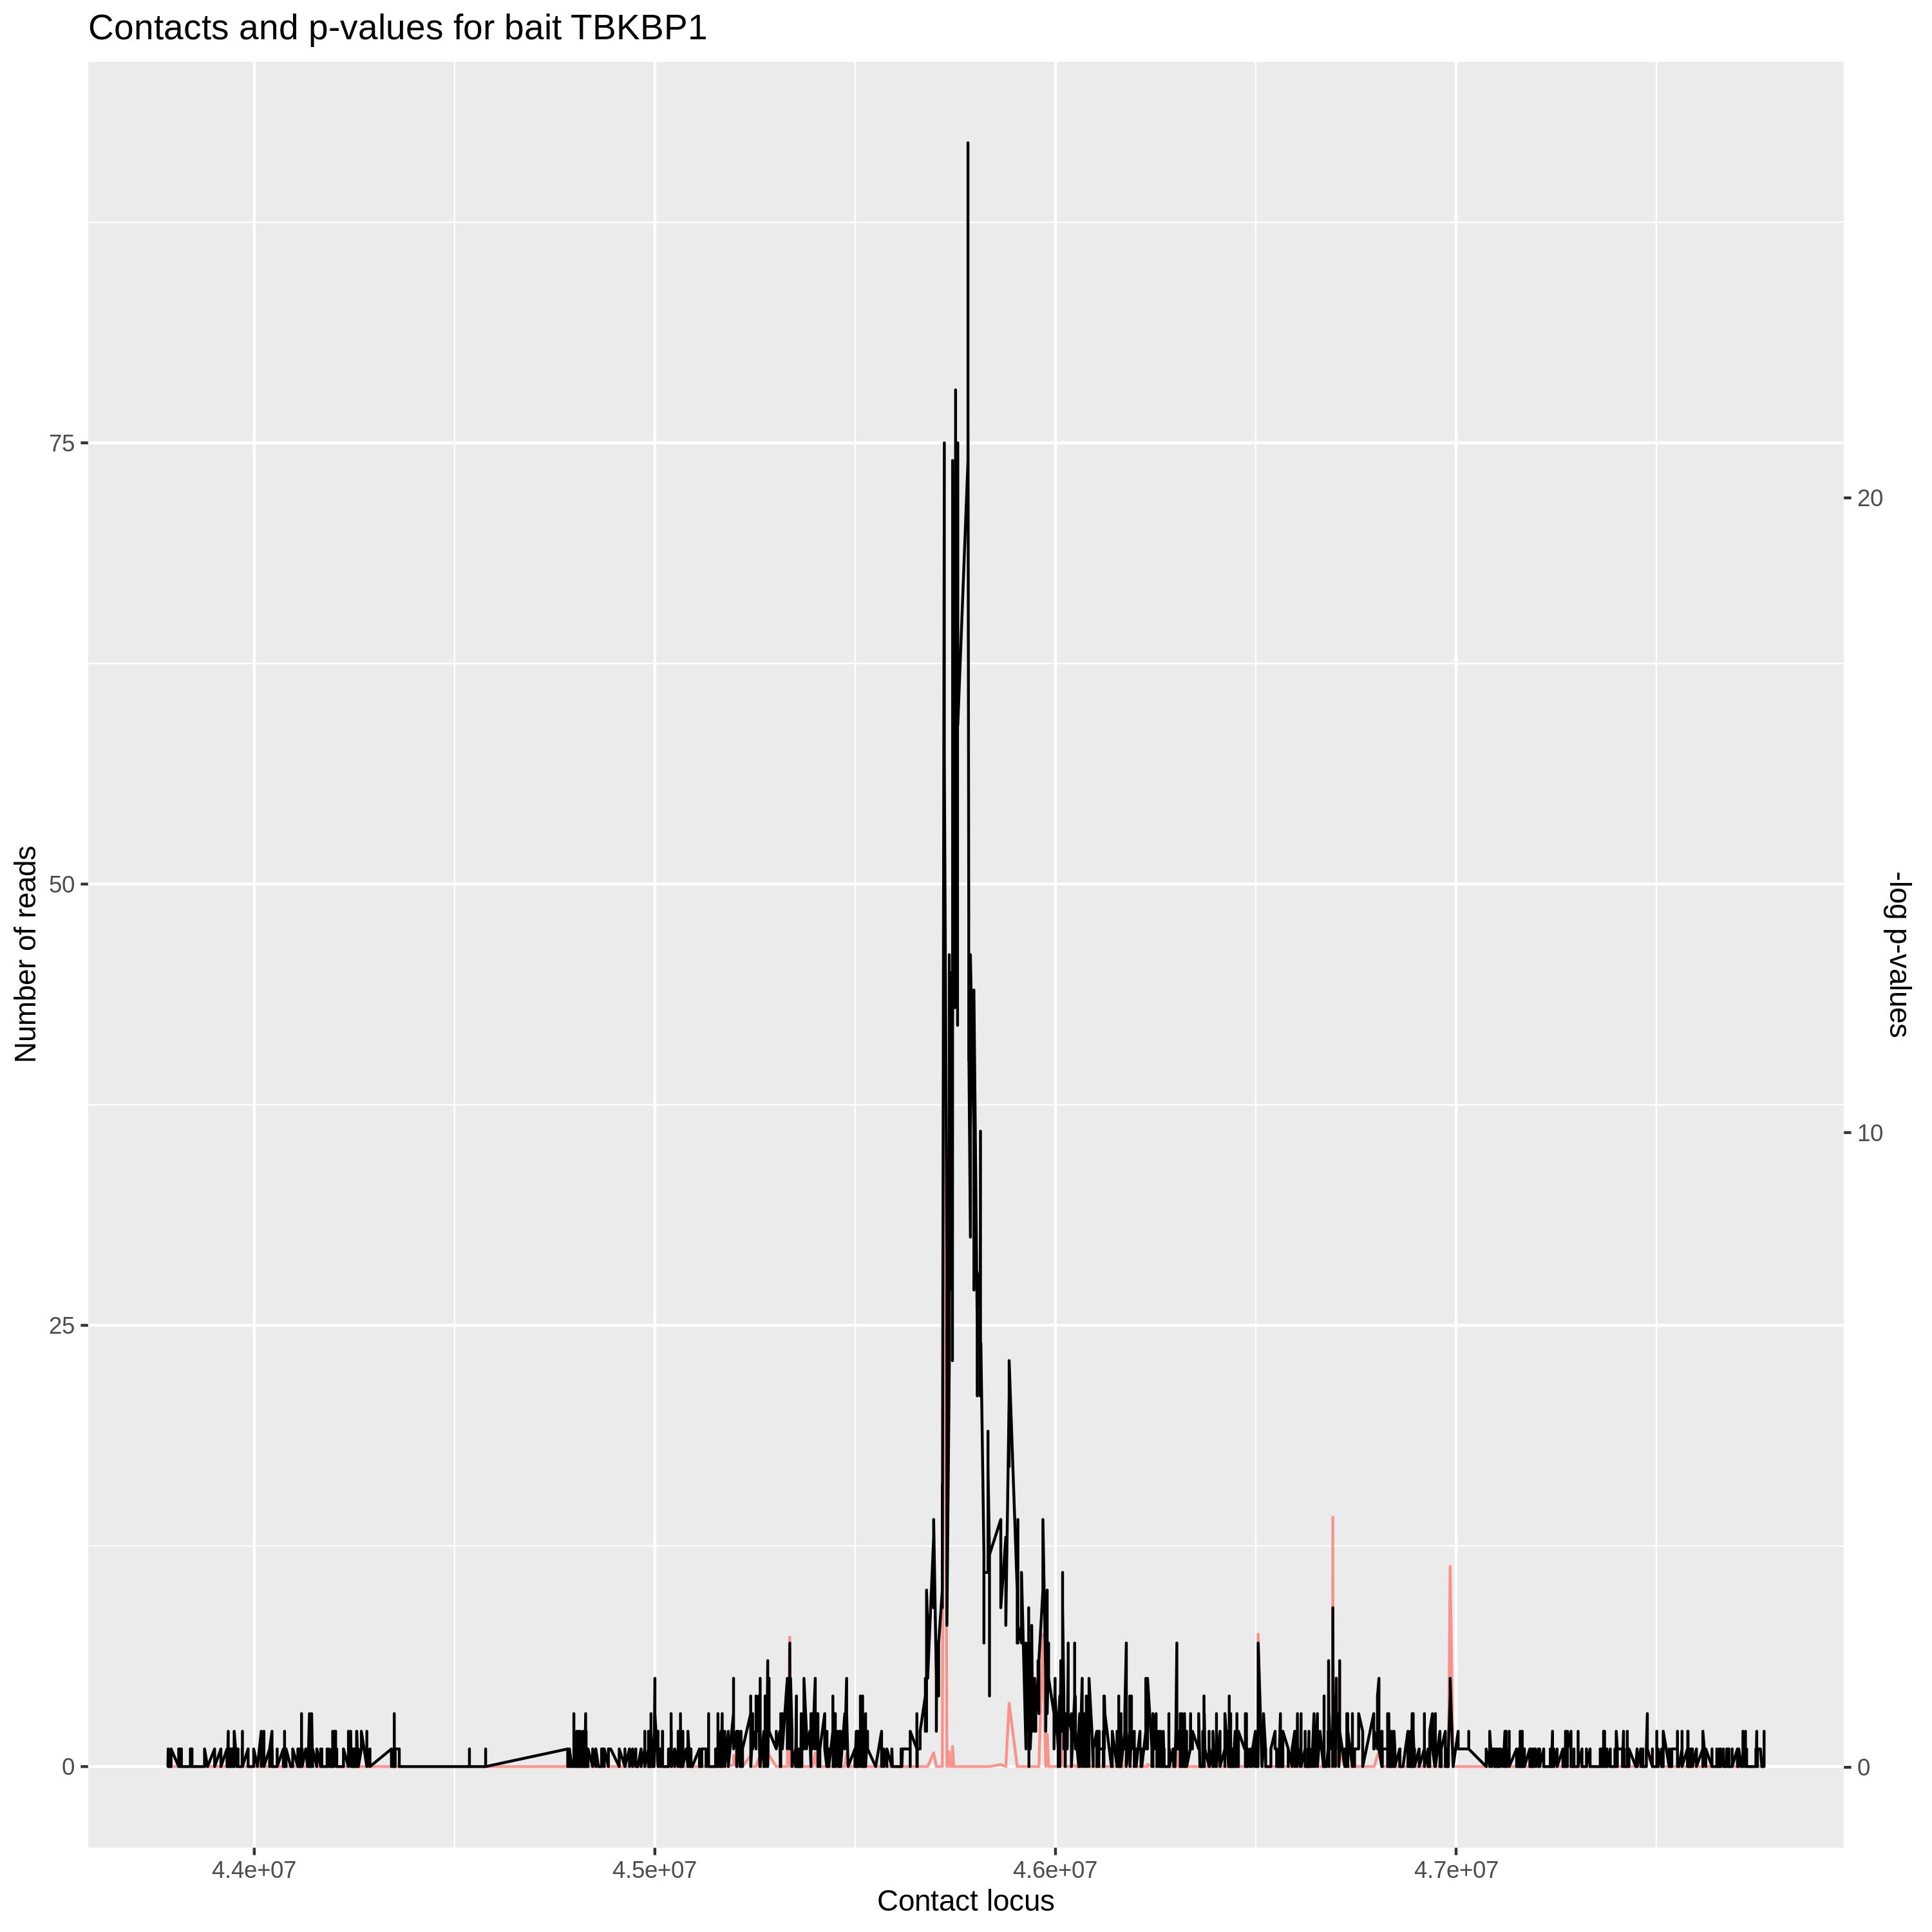 Contacts and p-values for bait TBKBP1
75
50
25
0
Number of reads
20
10
0
-log p-values
4.4e+07
4.5e+07
4.6e+07
4.7e+07
Contact locus